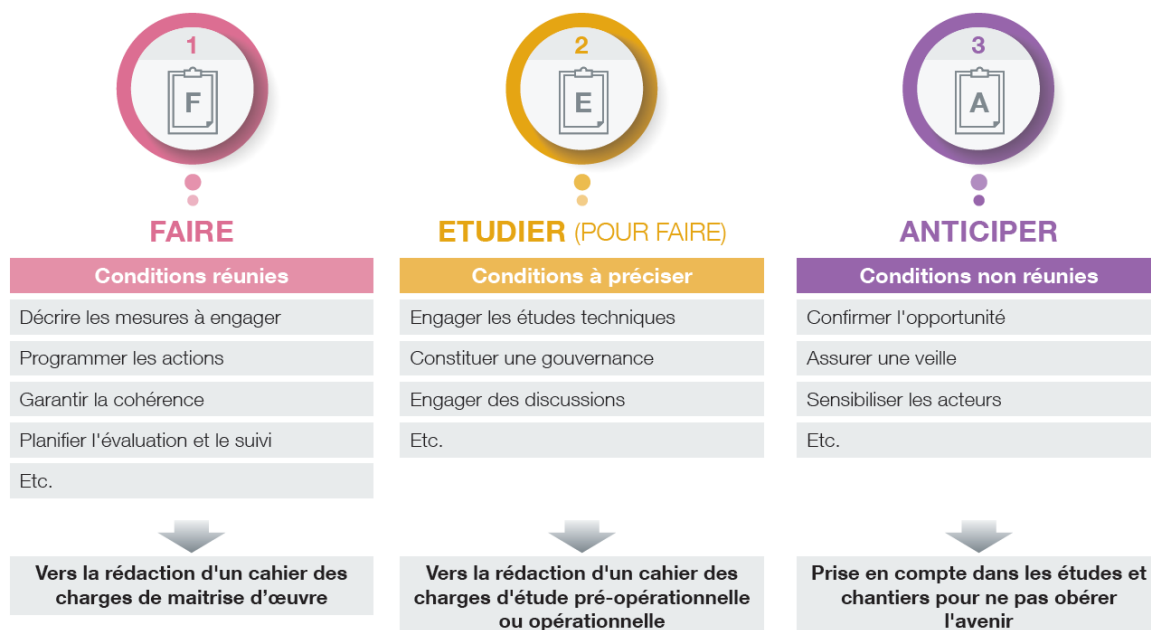 1
F
FAIRE
Conditions réunies
Décrire les mesures à engager
Programmer les actions
Garantir la cohérence
Planifier l'évaluation et le suivi
Etc.
Vers la rédaction d'un cahier des
charges de maitrise d’œuvre
2
E
ETUDIER (POUR FAIRE)
Conditions à préciser
Engager les études techniques
Constituer une gouvernance
Engager des discussions
Etc.
Vers la rédaction d'un cahier des
charges d'étude pré-opérationnelle
ou opérationnelle
3
A
ANTICIPER
Conditions non réunies
Confirmer l'opportunité
Assurer une veille
Sensibiliser les acteurs
Etc.
Prise en compte dans les études et
chantiers pour ne pas obérer
l'avenir